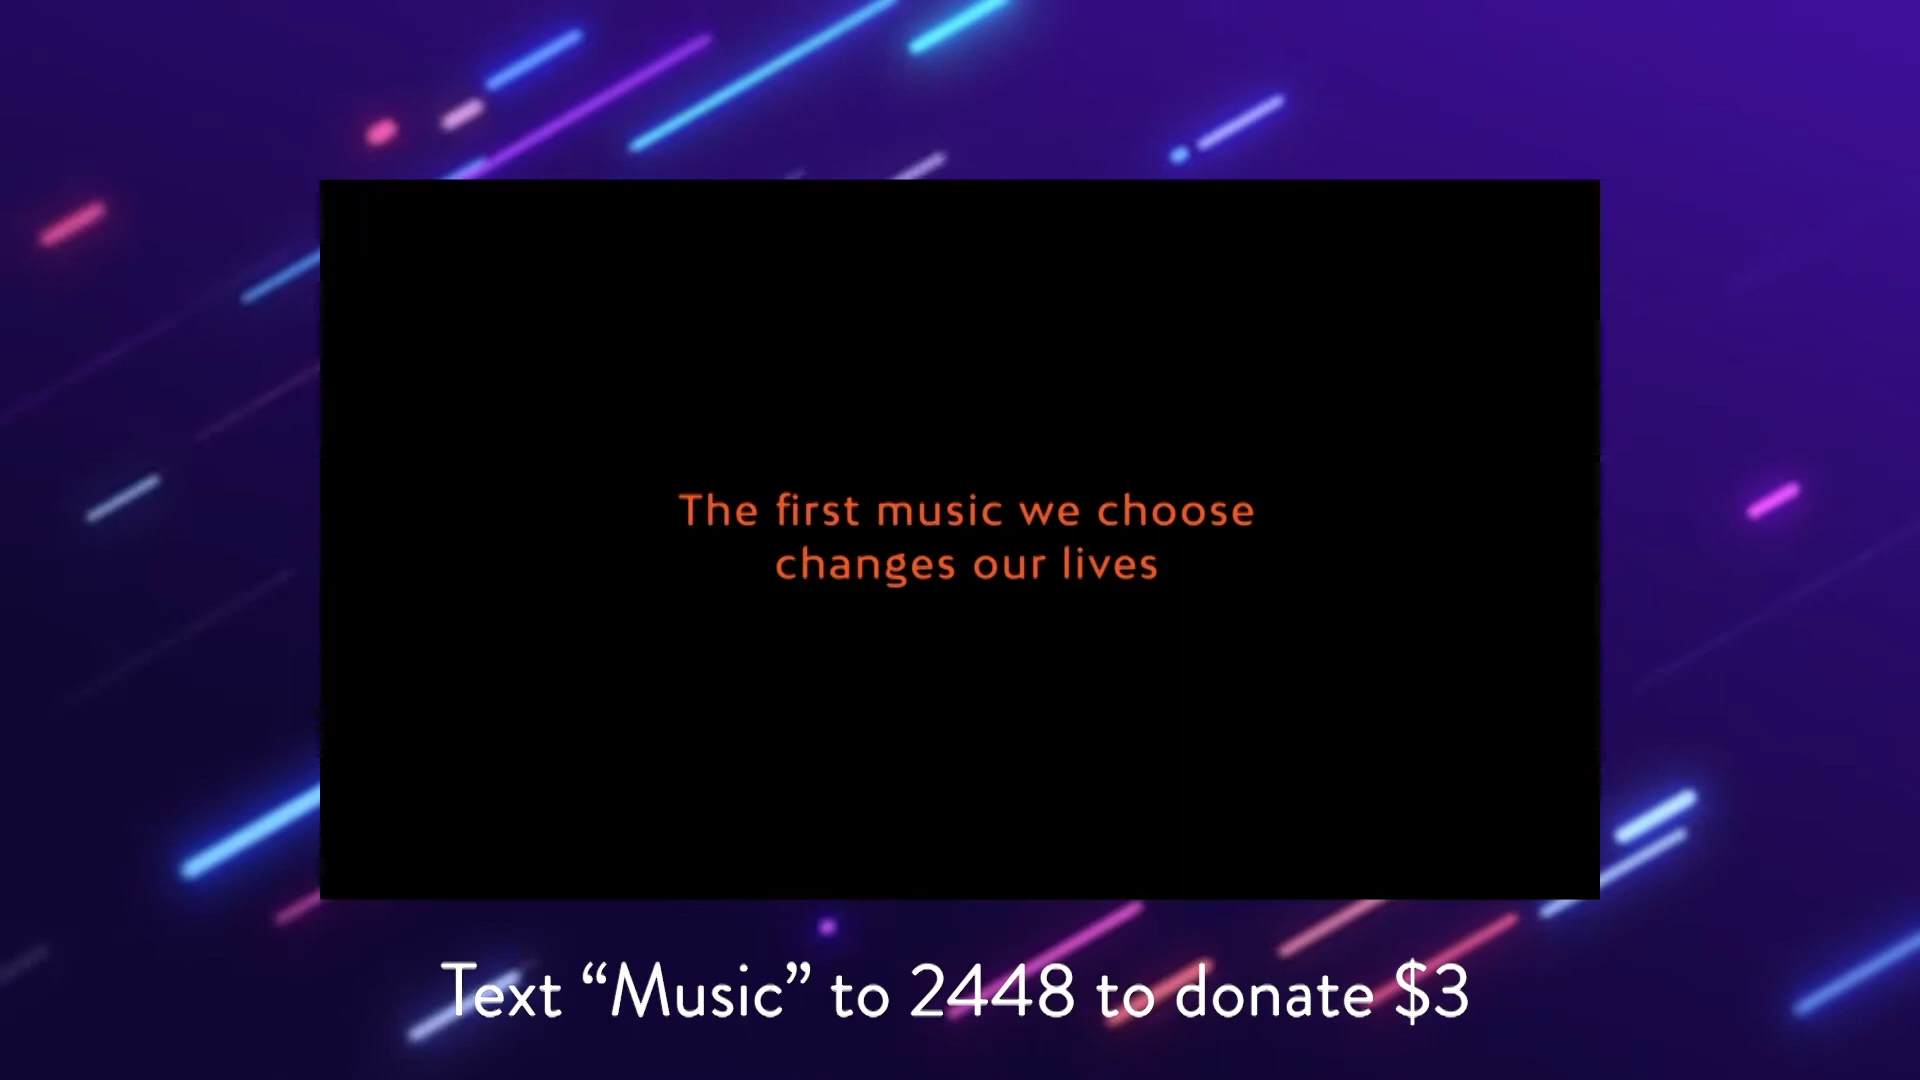 The first music we choose
changes our lives
Text “Music” to 2448 to donate $3